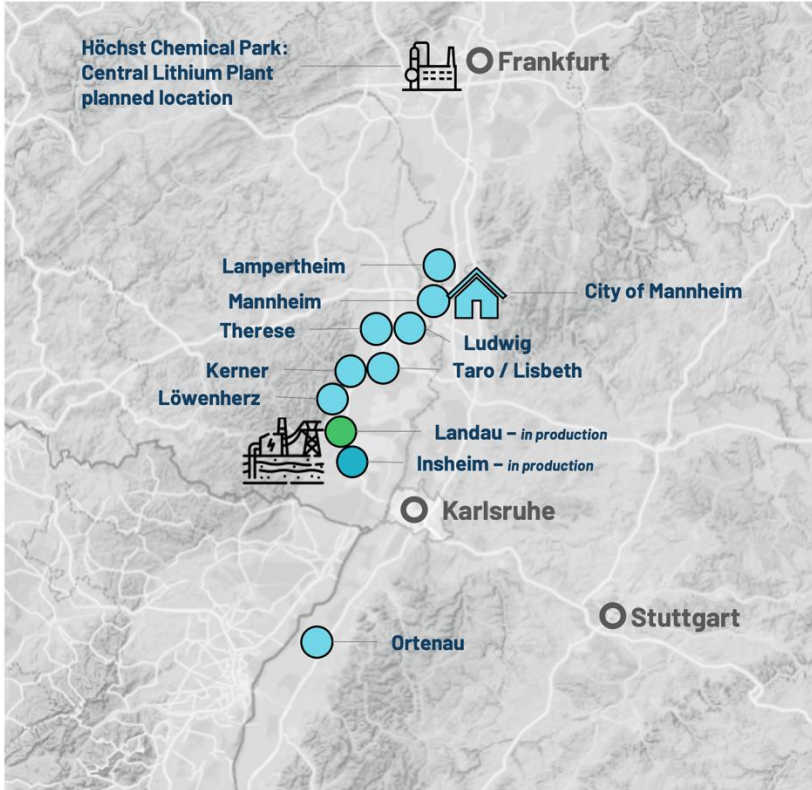 Höchst Chemical Park:
Central Lithium Plant
planned location
Frankfurt
Lampertheim
City of Mannheim
Mannheim
Therese
Ludwig
Kerner
Taro / Lisbeth
Löwenherz
Landau – in production
Insheim – in production
Karlsruhe
Stuttgart
Ortenau